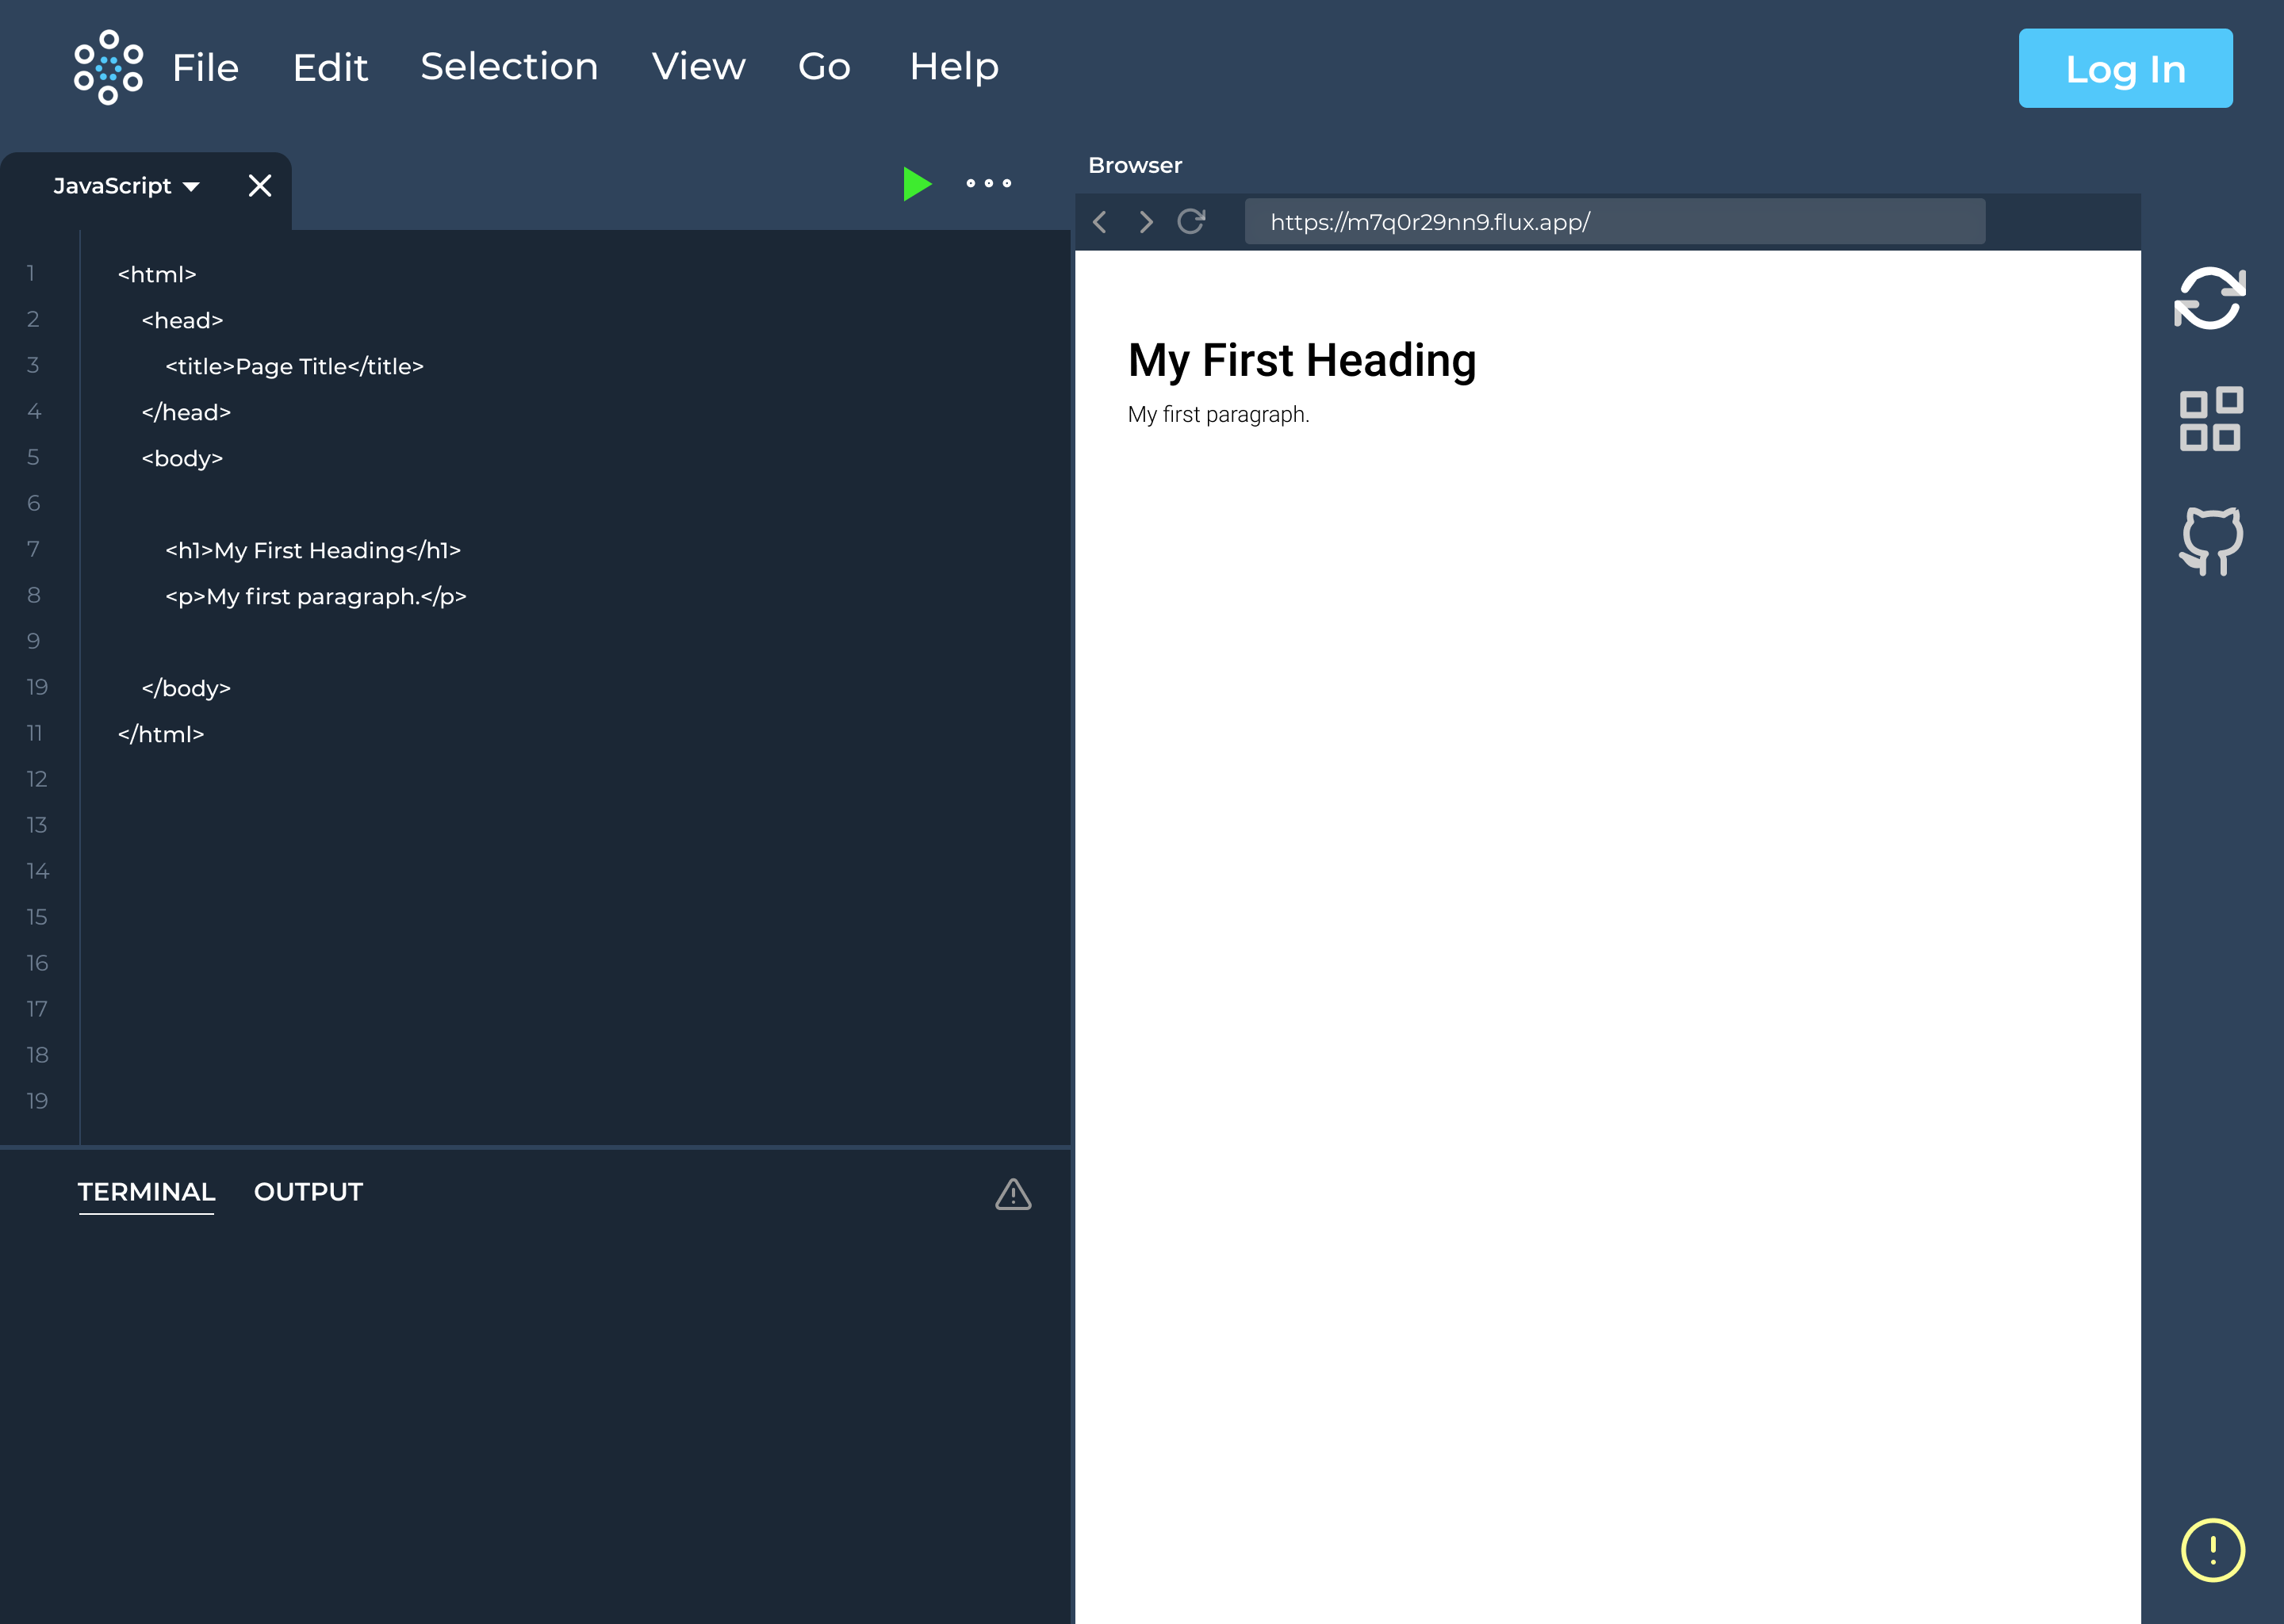 File Edit Selection View Go Help Log In
JavaScript
Browser
https://m7q0r29nn9.flux.app/
1 <html>
2 <head>
3 <title>Page Title</title>
4 </head>
5 <body>
6
7 <h1>My First Heading</h1>
8 <p>My first paragraph.</p>
9
19 </body>
11 </html>
12
13
14
15
16
17
18
19
TERMINAL OUTPUT
My First Heading
My first paragraph.